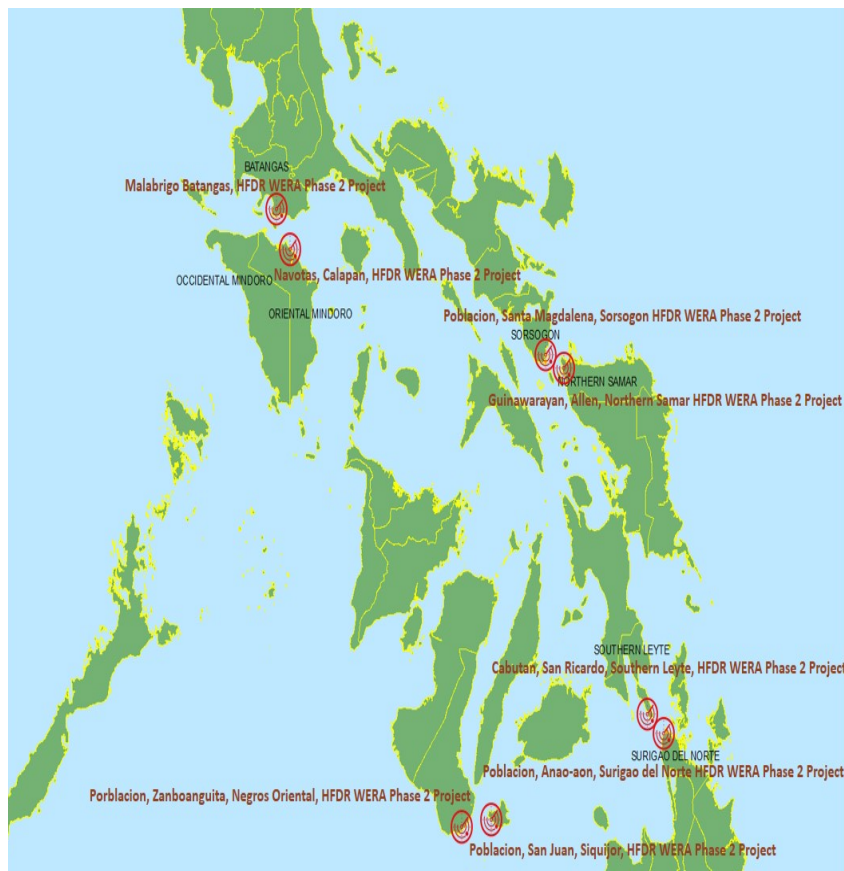 BATANGAS
Malabrigo Batangas, HFDR WERA Phase 2 Project
Navotas, Calapan, HFDR WERA Phase 2 Project
OCCIDENTAL MINDORO
ORIENTAL MINDORO
Poblacion, Santa Magdalena, Sorsogon HFDR WERA Phase 2 Project
SORSOGON
NORTHERN SAMAR
Guinawarayan, Allen, Northern Samar HFDR WERA Phase 2 Project
SOUTHERN LEYTE
Cabutan, San Ricardo, Southern Leyte, HFDR WERA Phase 2 Project
SURIGAO DEL NORTE
Poblacion, Anao-aon, Surigao del Norte HFDR WERA Phase 2 Project
Porblacion, Zanboanguita, Negros Oriental, HFDR WERA Phase 2 Project
Poblacion, San Juan, Siquijor, HFDR WERA Phase 2 Project